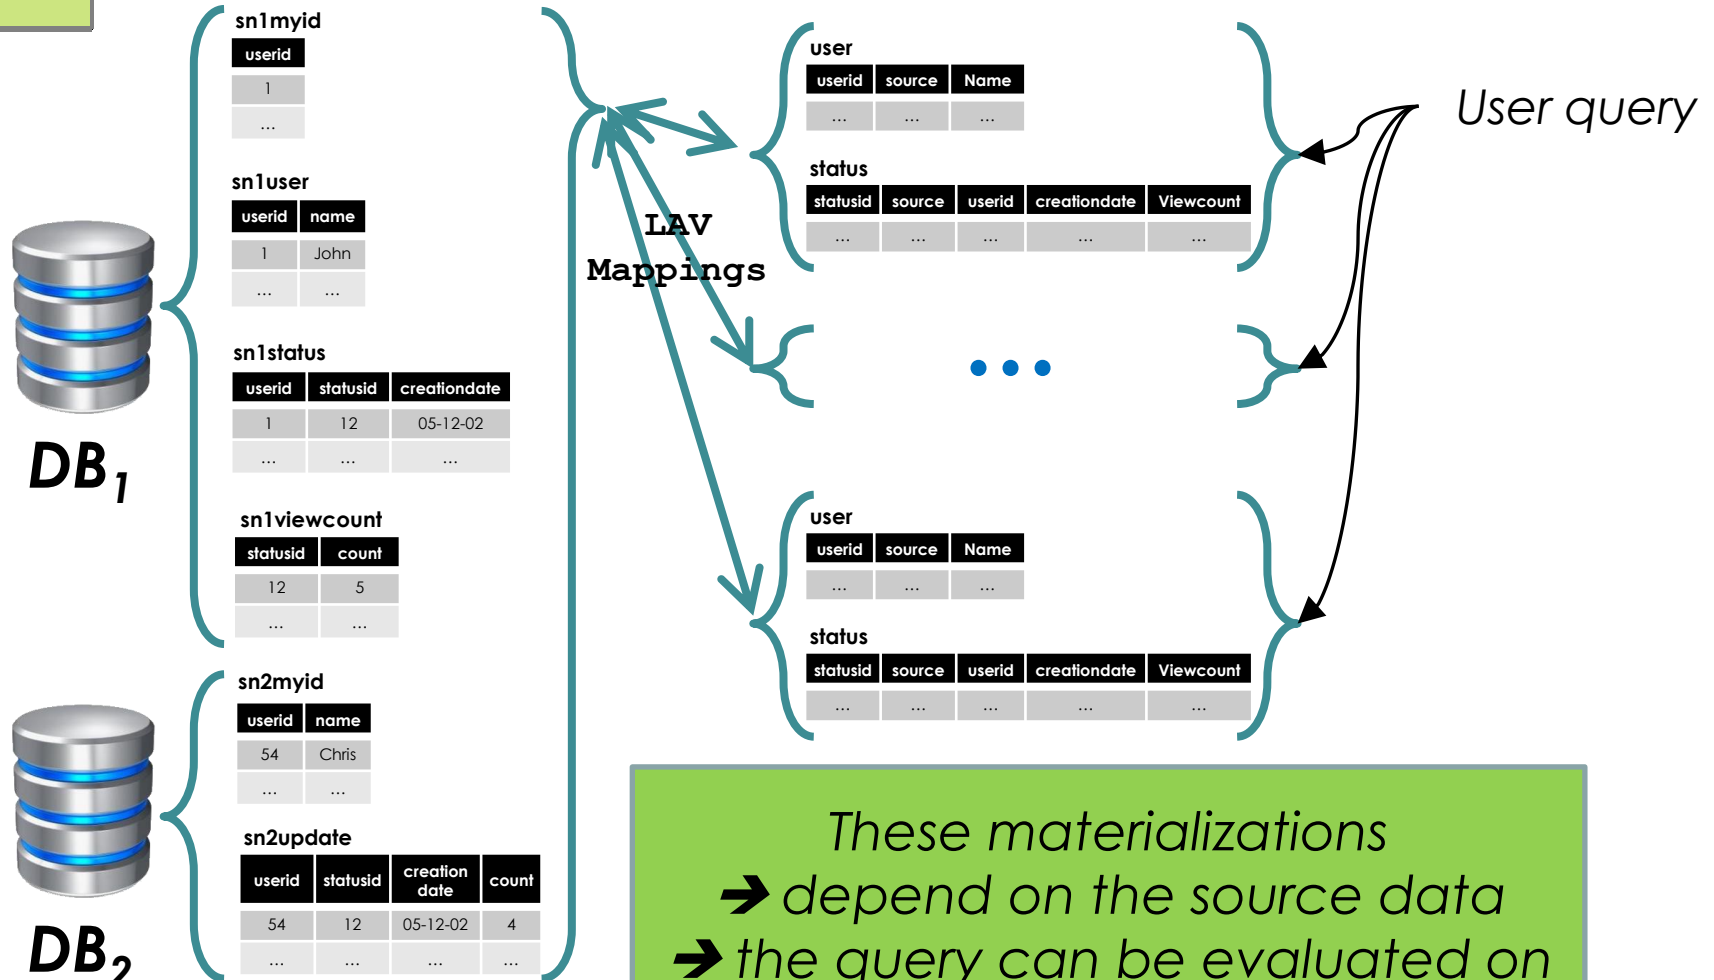 sn1myid
userid
1
...
sn1user
userid name
1 John
... ...
sn1status
userid statusid creationdate
1 12 05-12-02
... ... ...
sn1viewcount
statusid count
12 5
... ...
DB1
sn2myid
userid name
54 Chris
... ...
sn2update
userid statusid creation date count
54 12 05-12-02 4
... ... ... ...
DB2
LAV
Mappings
user
userid source Name
... ... ...
status
statusid source userid creationdate Viewcount
... ... ... ... ...
...
user
userid source Name
... ... ...
status
statusid source userid creationdate Viewcount
... ... ... ... ...
User query
These materializations
➔ depend on the source data
➔ the query can be evaluated on